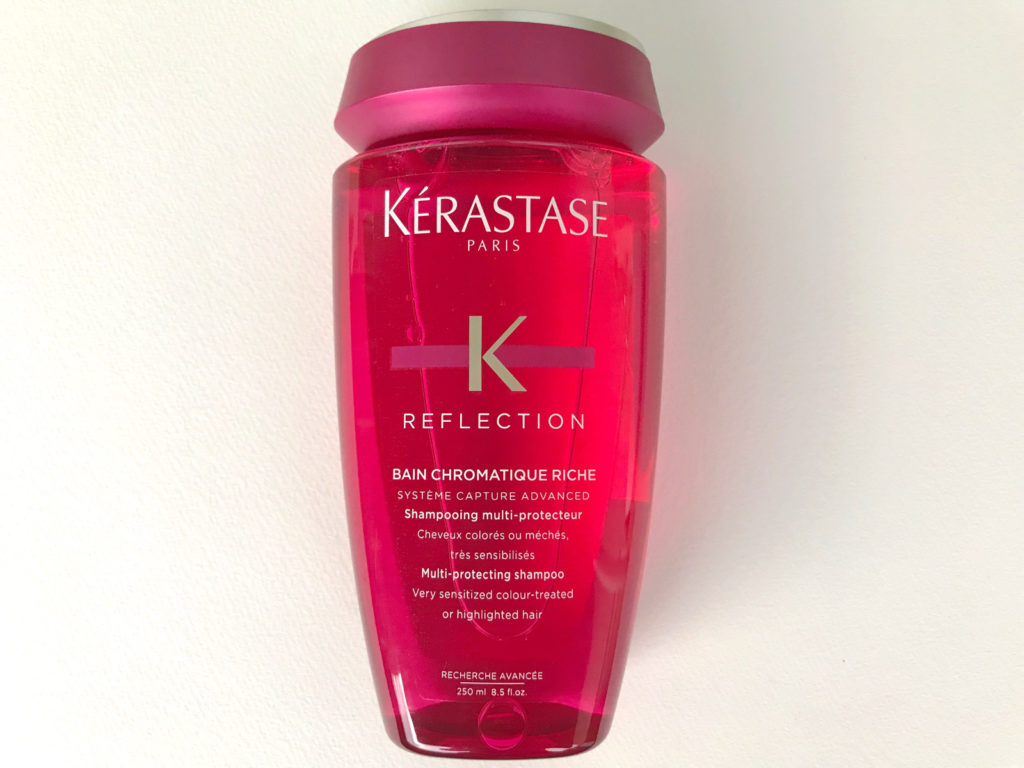 KÉRASTASE
PARIS
K
REFLECTION
BAIN CHROMATIQUE RICHE
SYSTÈME CAPTURE ADVANCED
Shampooing multi-protecteur
Cheveux colorés ou méchés,
très sensibilisés
Multi-protecting shampoo
Very sensitized colour-treated
or highlighted hair
RECHERCHE AVANCÉE
250 ml 8.5 fl.oz.